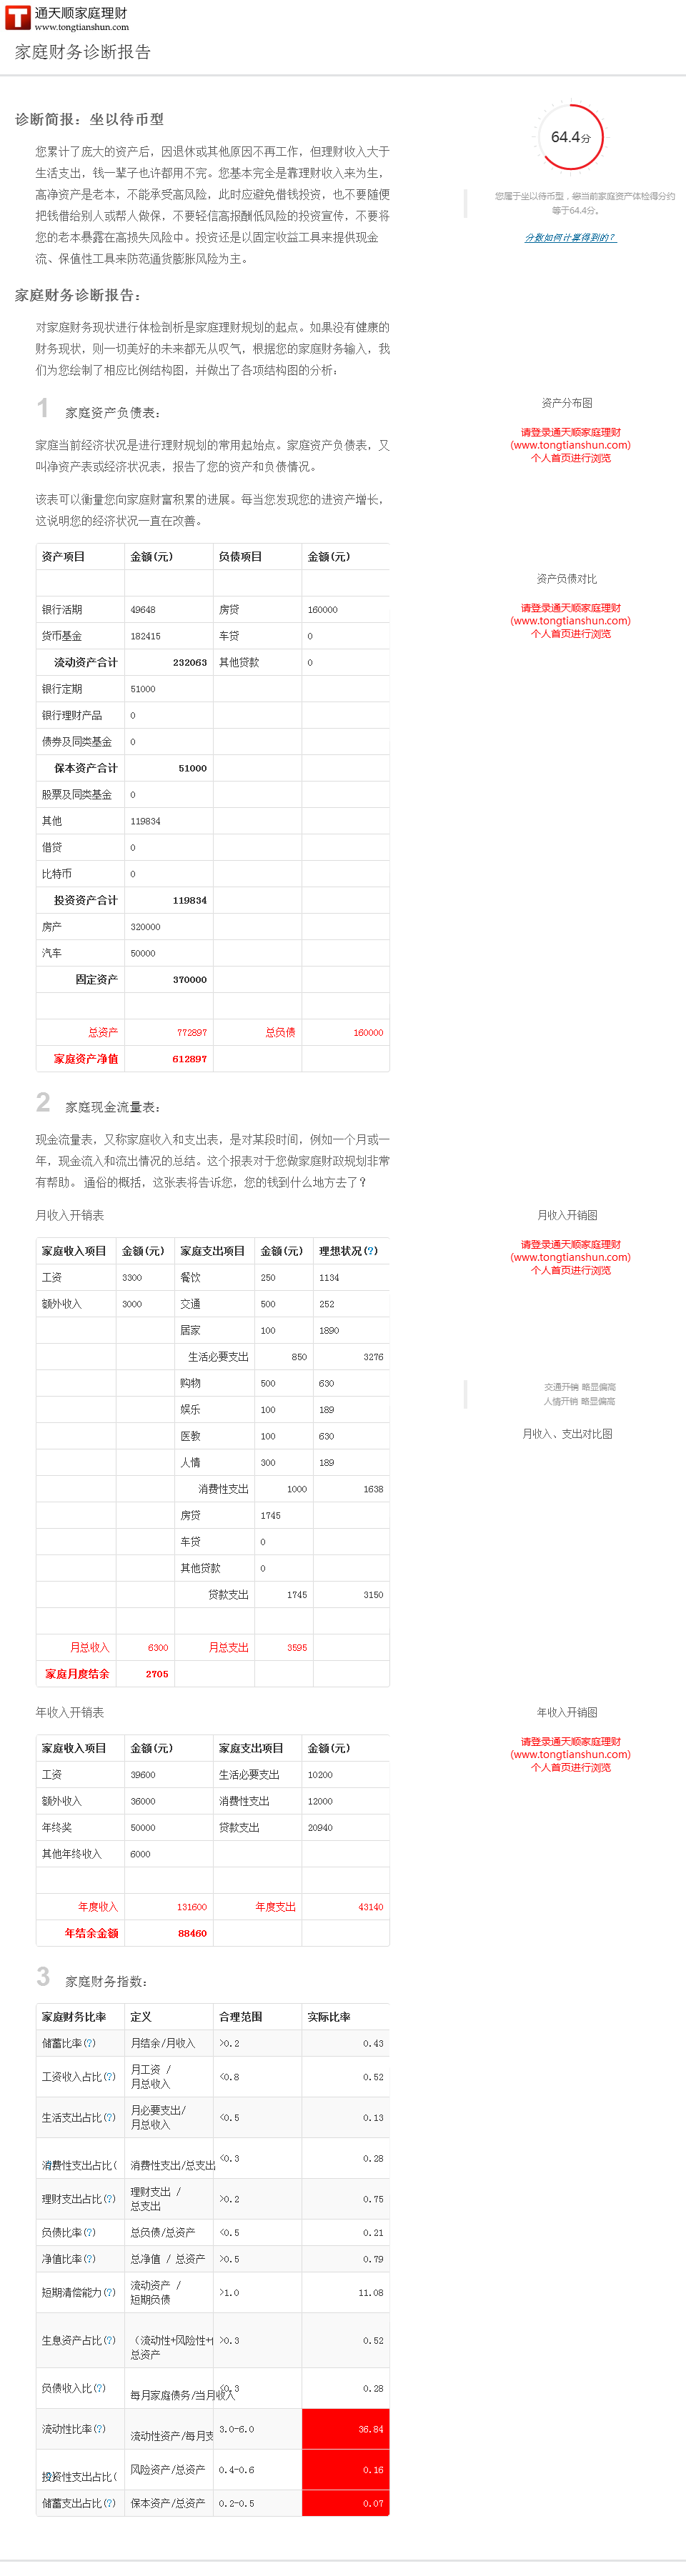 通天顺家庭理财
www.tongtianshun.com
家庭财务诊断报告
诊断简报：坐以待币型
您累计了庞大的资产后，因退休或其他原因不再工作，但理财收入大于
生活支出，钱一辈子也许都用不完。您基本完全是靠理财收入来为生，
高净资产是老本，不能承受高风险，此时应避免借钱投资，也不要随便
把钱借给别人或帮人做保，不要轻信高报酬低风险的投资宣传，不要将
您的老本暴露在高损失风险中。投资还是以固定收益工具来提供现金
流、保值性工具来防范通货膨胀风险为主。
64.4分
您属于坐以待币型，您当前家庭资产体检得分约
等于64.4分。
分数如何计算得到的？
家庭财务诊断报告：
对家庭财务现状进行体检剖析是家庭理财规划的起点。如果没有健康的
财务现状，则一切美好的未来都无从叹气，根据您的家庭财务输入，我
们为您绘制了相应比例结构图，并做出了各项结构图的分析：
1 家庭资产负债表：
家庭当前经济状况是进行理财规划的常用起始点。家庭资产负债表，又
叫净资产表或经济状况表，报告了您的资产和负债情况。
该表可以衡量您向家庭财富积累的进展。每当您发现您的进资产增长，
这说明您的经济状况一直在改善。
资产分布图
请登录通天顺家庭理财
(www.tongtianshun.com)
个人首页进行浏览
资产负债对比
请登录通天顺家庭理财
(www.tongtianshun.com)
个人首页进行浏览
资产项目 金额(元) 负债项目 金额(元)
银行活期 49648 房贷 160000
货币基金 182415 车贷 0
流动资产合计 232063 其他贷款 0
银行定期 51000
银行理财产品 0
债券及同类基金 0
保本资产合计 51000
股票及同类基金 0
其他 119834
借贷 0
比特币 0
投资资产合计 119834
房产 320000
汽车 50000
固定资产 370000
总资产 772897 总负债 160000
家庭资产净值 612897
2 家庭现金流量表：
现金流量表，又称家庭收入和支出表，是对某段时间，例如一个月或一
年，现金流入和流出情况的总结。这个报表对于您做家庭财政规划非常
有帮助。 通俗的概括，这张表将告诉您，您的钱到什么地方去了？
月收入开销表
月收入开销图
请登录通天顺家庭理财
(www.tongtianshun.com)
个人首页进行浏览
家庭收入项目 金额(元) 家庭支出项目 金额(元) 理想状况(?)
工资 3300 餐饮 250 1134
额外收入 3000 交通 500 252
居家 100 1890
生活必要支出 850 3276
购物 500 630
娱乐 100 189
医教 100 630
人情 300 189
消费性支出 1000 1638
房贷 1745
车贷 0
其他贷款 0
贷款支出 1745 3150
月总收入 6300 月总支出 3595
家庭月度结余 2705
交通开销 略显偏高
人情开销 略显偏高
月收入、支出对比图
年收入开销表
年收入开销图
请登录通天顺家庭理财
(www.tongtianshun.com)
个人首页进行浏览
家庭收入项目 金额(元) 家庭支出项目 金额(元)
工资 39600 生活必要支出 10200
额外收入 36000 消费性支出 12000
年终奖 50000 贷款支出 20940
其他年终收入 6000
年度收入 131600 年度支出 43140
年结余金额 88460
3 家庭财务指数：
家庭财务比率 定义 合理范围 实际比率
储蓄比率(?) 月结余/月收入 >0.2 0.43
工资收入占比(?) 月工资 /
月总收入 <0.8 0.52
生活支出占比(?) 月必要支出/
月总收入 <0.5 0.13
消费性支出占比( 消费性支出/总支出 <0.3 0.28
理财支出占比(?) 理财支出 /
总支出 >0.2 0.75
负债比率(?) 总负债/总资产 <0.5 0.21
净值比率(?) 总净值 / 总资产 >0.5 0.79
短期清偿能力(?) 流动资产 /
短期负债 >1.0 11.08
生息资产占比(?) （流动性+风险性+
总资产 >0.3 0.52
负债收入比(?) 每月家庭债务/当月收入 <0.3 0.28
流动性比率(?) 流动性资产/每月支 3.0-6.0 36.84
投资性支出占比( 风险资产/总资产 0.4-0.6 0.16
储蓄支出占比(?) 保本资产/总资产 0.2-0.5 0.07